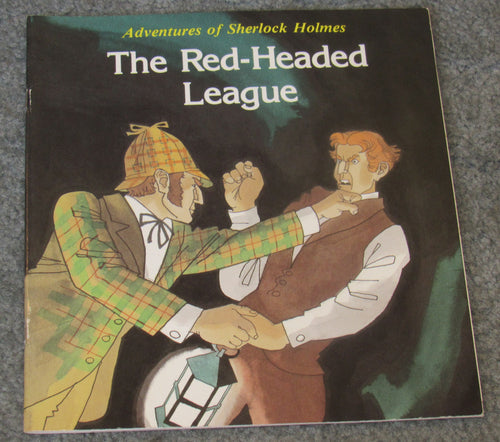 Adventures of Sherlock Holmes
The Red-Headed
League